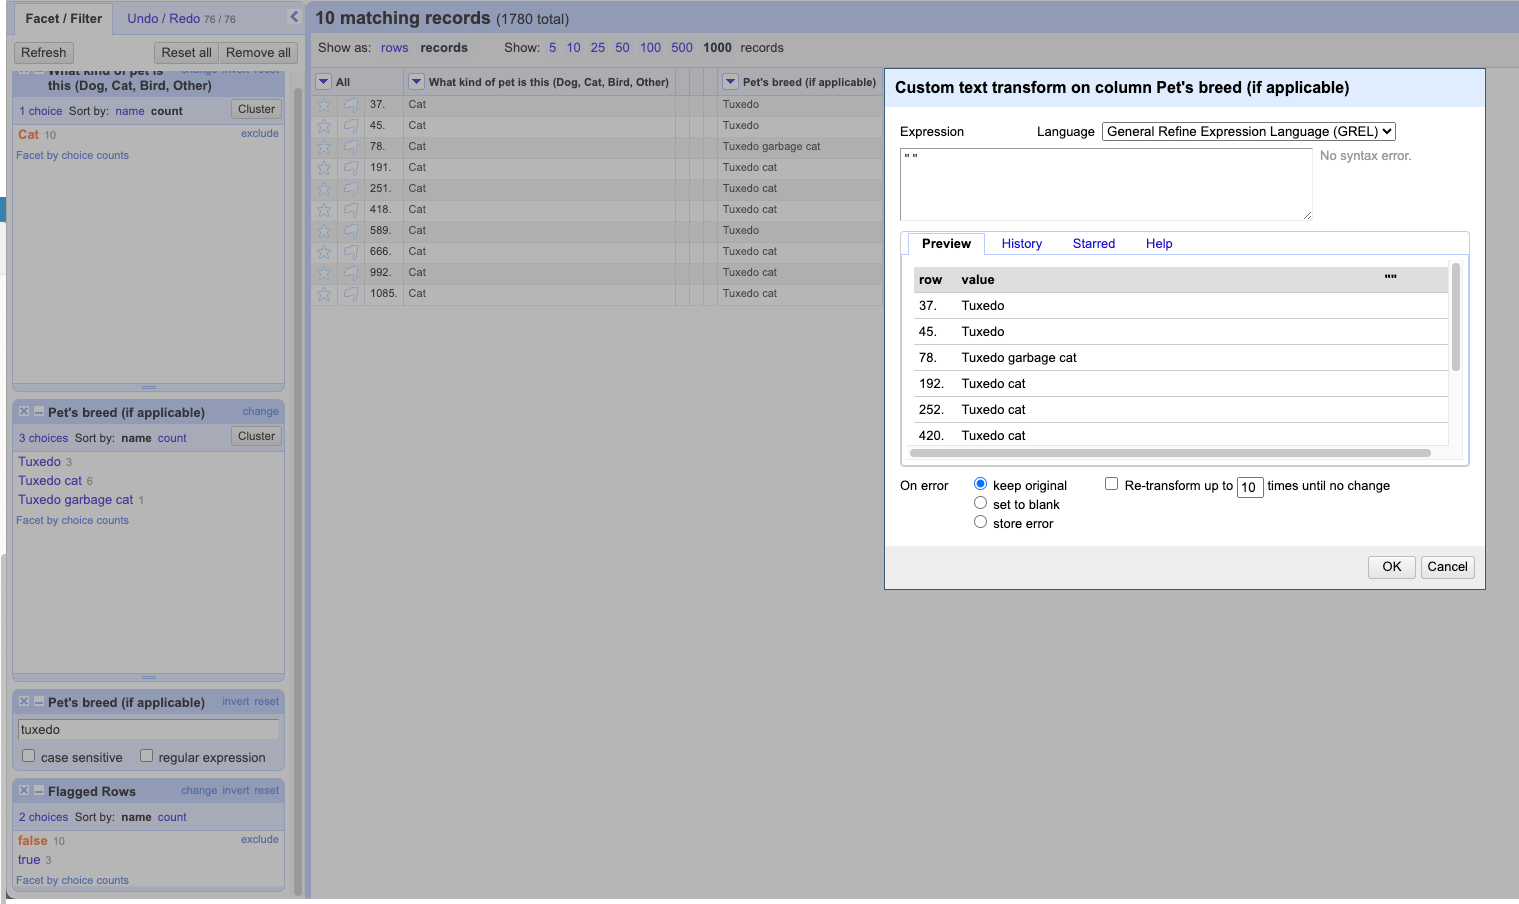 Facet / Filter
Undo / Redo 76 / 76
Refresh
Reset all
Remove all
What kind of pet is this (Dog, Cat, Bird, Other)
change invert reset
1 choice Sort by: name count
Cluster
Cat 10
exclude
Facet by choice counts
Pet's breed (if applicable)
change
3 choices Sort by: name count
Cluster
Tuxedo 3
Tuxedo cat 6
Tuxedo garbage cat 1
Facet by choice counts
Pet's breed (if applicable)
invert reset
tuxedo
case sensitive
regular expression
Flagged Rows
change invert reset
2 choices Sort by: name count
false 10
exclude
true 3
Facet by choice counts
10 matching records (1780 total)
Show as: rows records
Show: 5 10 25 50 100 500 1000 records
All
What kind of pet is this (Dog, Cat, Bird, Other)
Pet's breed (if applicable)
37. Cat Tuxedo
45. Cat Tuxedo
78. Cat Tuxedo garbage cat
191. Cat Tuxedo cat
251. Cat Tuxedo cat
418. Cat Tuxedo cat
589. Cat Tuxedo
666. Cat Tuxedo cat
992. Cat Tuxedo cat
1085. Cat Tuxedo cat
Custom text transform on column Pet's breed (if applicable)
Expression
Language General Refine Expression Language (GREL)
" "
No syntax error.
Preview
History
Starred
Help
row value ""
37. Tuxedo
45. Tuxedo
78. Tuxedo garbage cat
192. Tuxedo cat
252. Tuxedo cat
420. Tuxedo cat
On error
keep original
set to blank
store error
Re-transform up to 10 times until no change
OK
Cancel